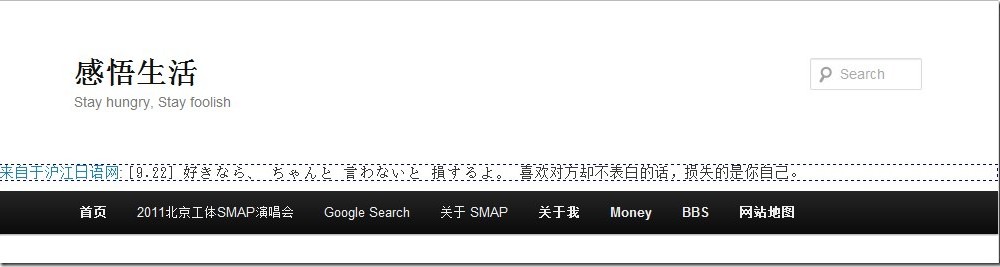 感悟生活
Search
Stay hungry, Stay foolish
来自于沪江日语网: [9.22] 好きなら、 ちゃんと 言わないと 損するよ。 喜欢对方却不表白的话，损失的是你自己。
首页 2011北京工体SMAP演唱会 Google Search 关于 SMAP 关于我 Money BBS 网站地图